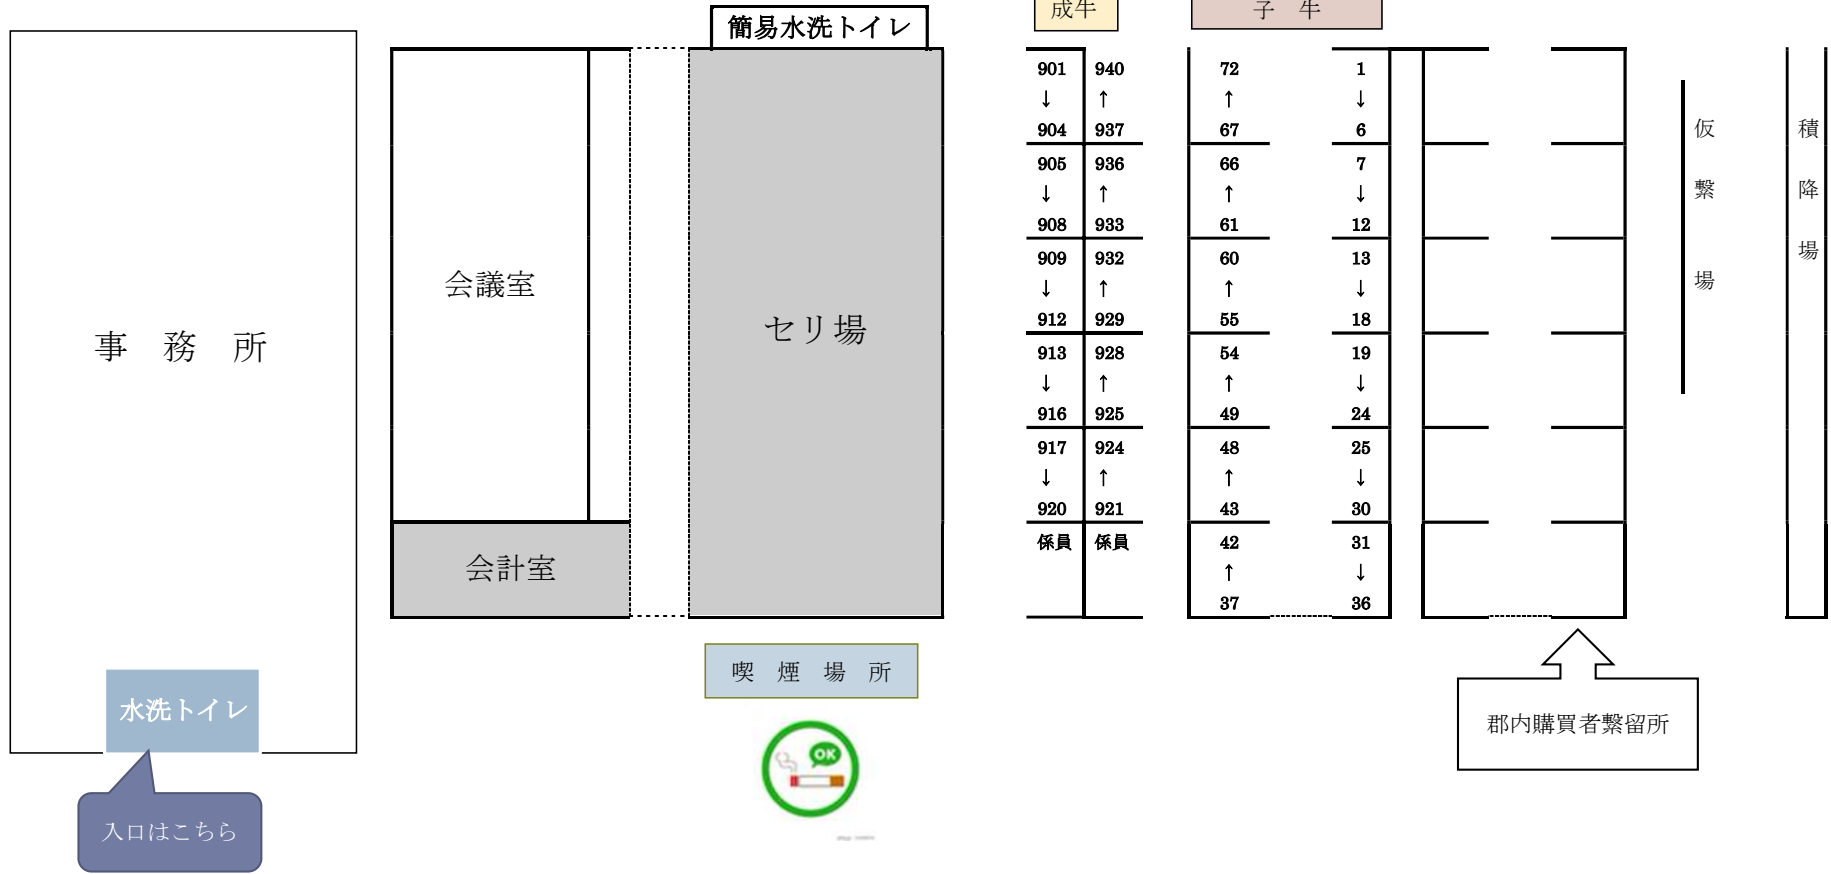 成牛
子 牛
簡易水洗トイレ
事 務 所
会議室
会計室
セリ場
901 940 72 1
↓ ↑ ↑ ↓
904 937 67 6
905 936 66 7
↓ ↑ ↑ ↓
908 933 61 12
909 932 60 13
↓ ↑ ↑ ↓
912 929 55 18
913 928 54 19
↓ ↑ ↑ ↓
916 925 49 24
917 924 48 25
↓ ↑ ↑ ↓
920 921 43 30
係員 係員 42 31
↑ ↓
37 36
仮繋場
積降場
喫 煙 場 所
OK
水洗トイレ
入口はこちら
郡内購買者繋留所